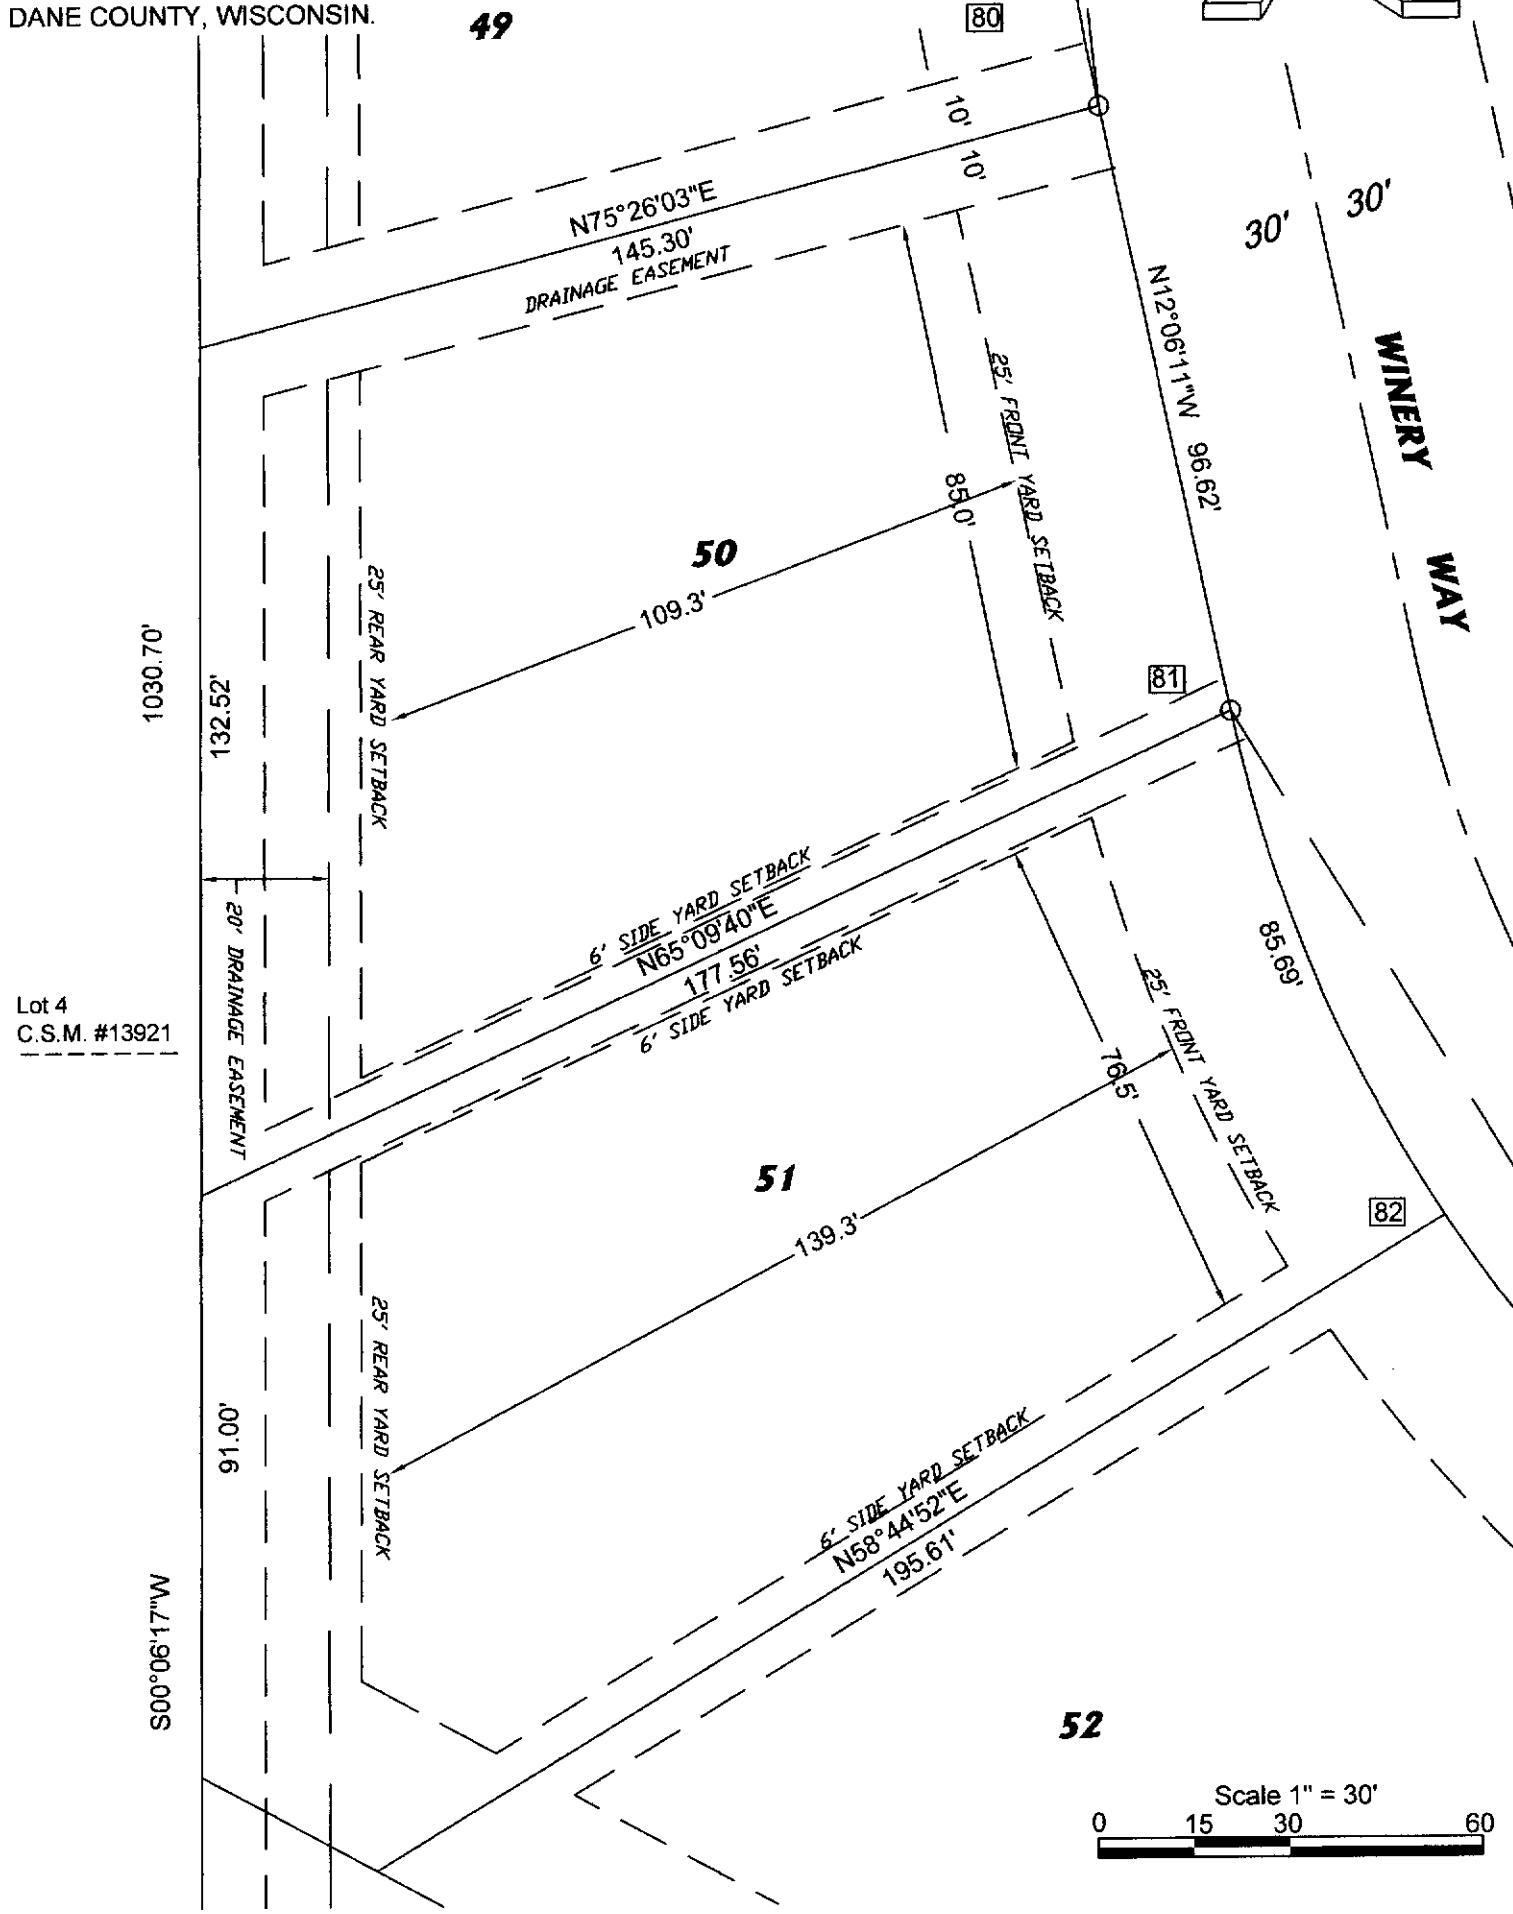 DANE COUNTY, WISCONSIN.
49
80
10'
10'
N75°26'03"E
145.30'
DRAINAGE EASEMENT
30'
30'
N12°06'11"W 96.62'
WINERY
WAY
25' FRONT YARD SETBACK
85.0'
50
109.3'
25' REAR YARD SETBACK
1030.70'
132.52'
81
6' SIDE YARD SETBACK
N65°09'40"E
177.56'
6' SIDE YARD SETBACK
20' DRAINAGE EASEMENT
85.69'
25' FRONT YARD SETBACK
Lot 4
C.S.M. #13921
76.5'
51
139.3'
82
25' REAR YARD SETBACK
91.00'
6' SIDE YARD SETBACK
N58°44'52"E
195.61'
S00°06'17"W
52
Scale 1" = 30'
0 15 30 60